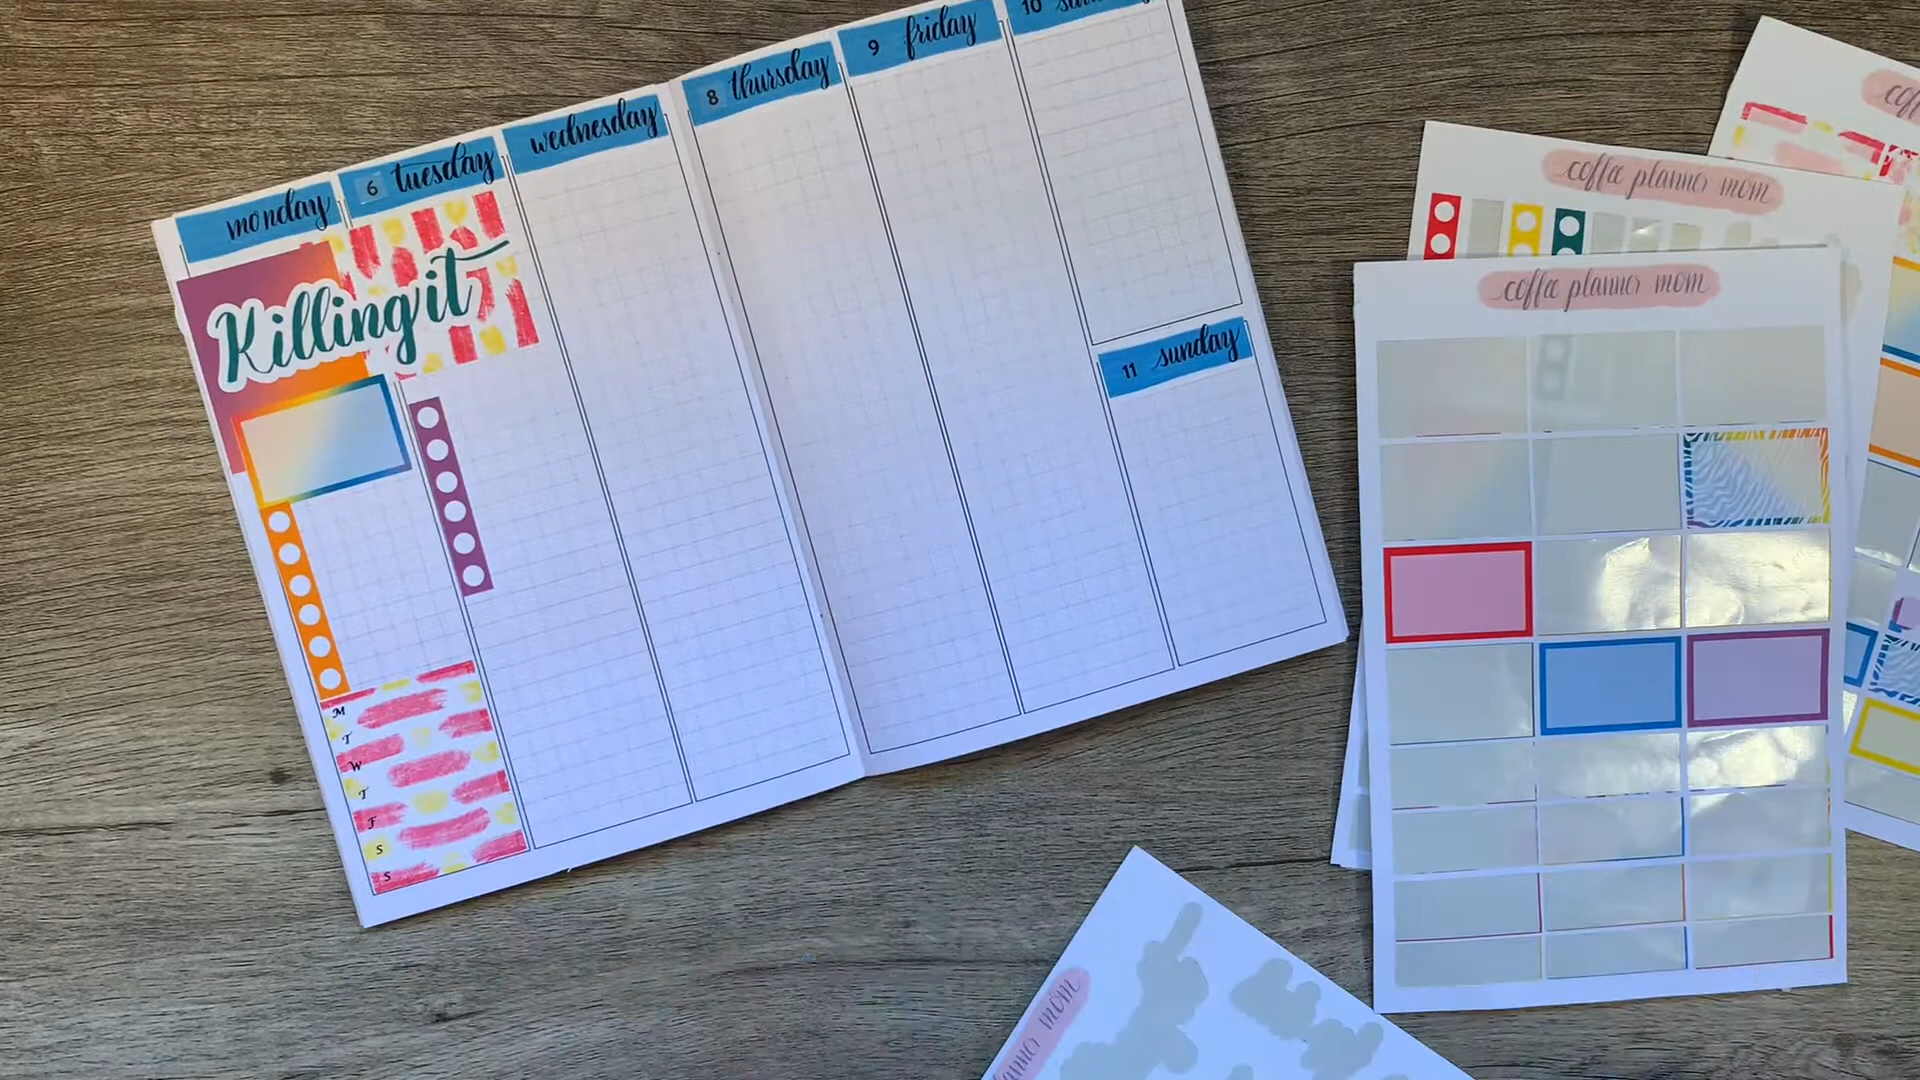 monday
6 tuesday
wednesday
8 thursday
9 friday
10
11 sunday
Killing it
M
T
W
T
F
S
S
coffee planner mom
coffee planner mom
mom